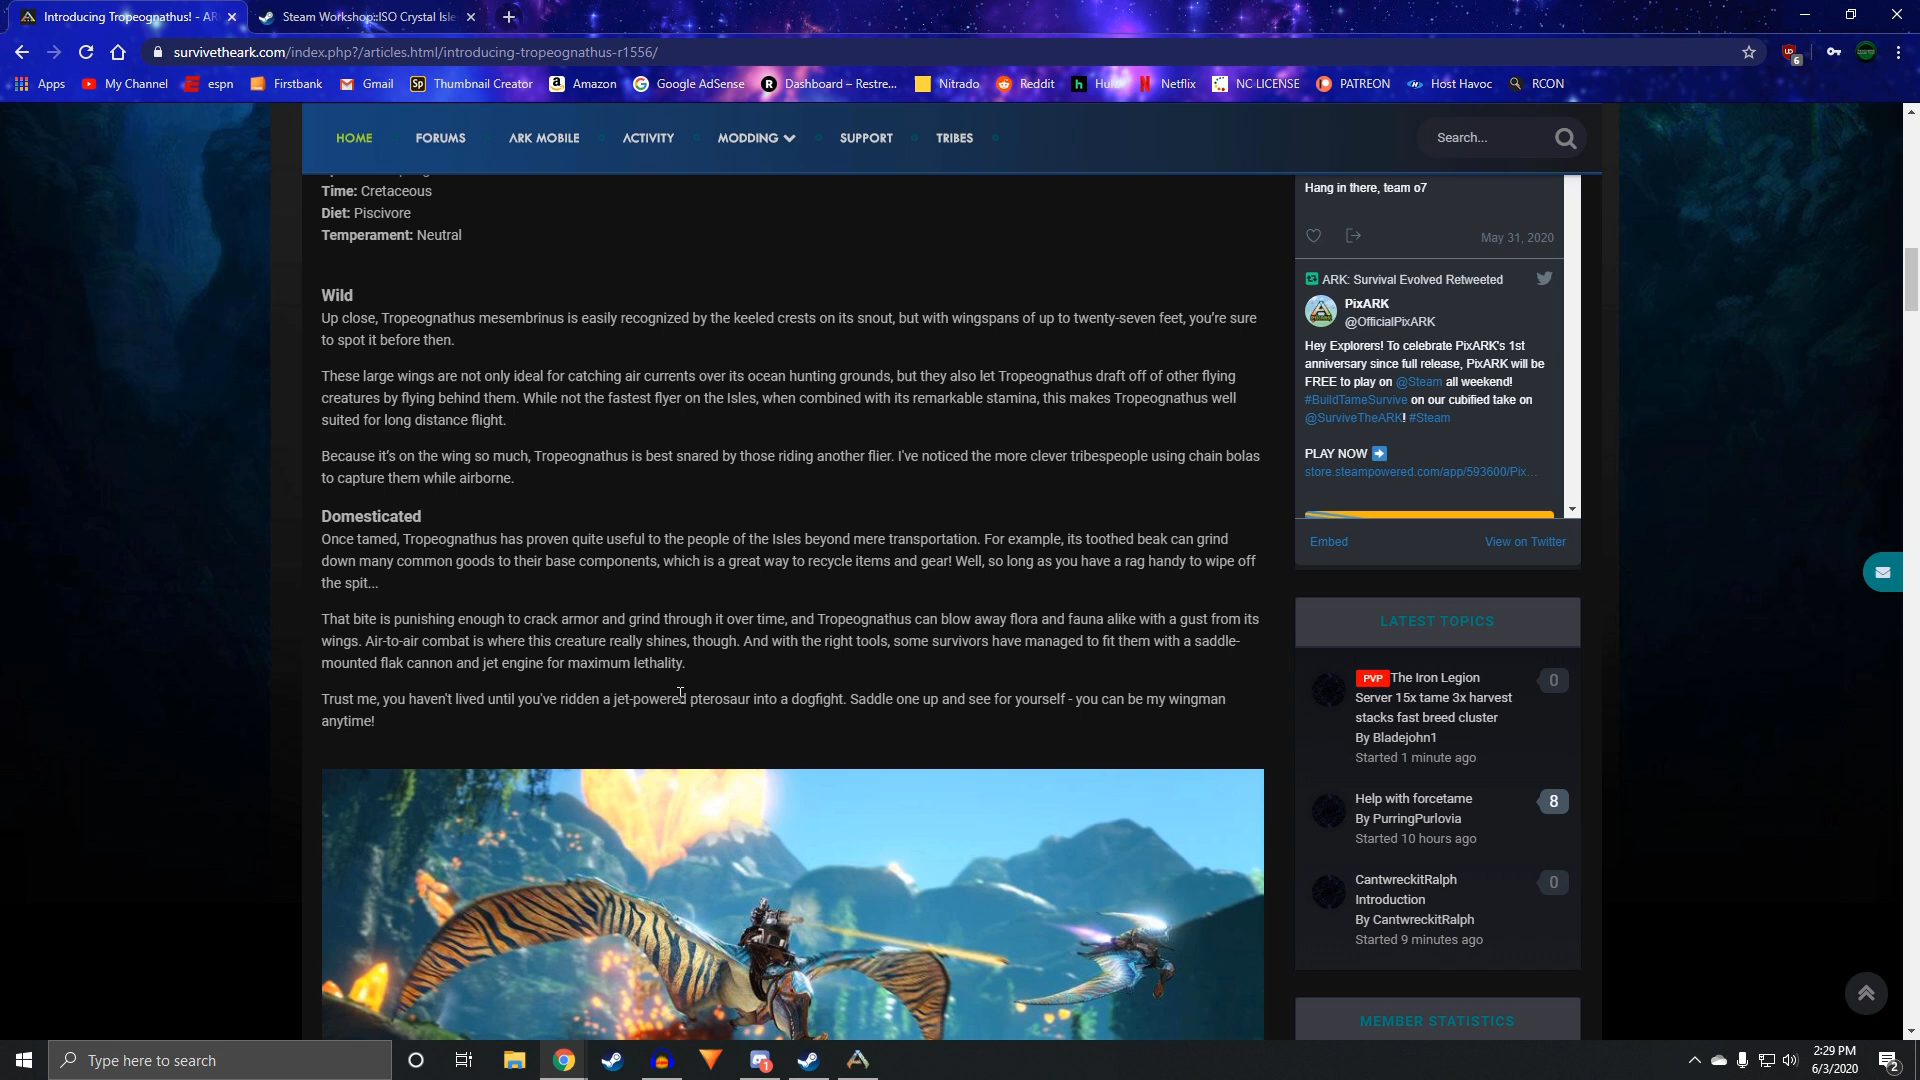 Introducing Tropeognathus! - AR
Steam Workshop::ISO Crystal Isle
survivetheark.com/index.php?/articles.html/introducing-tropeognathus-r1556/
6
Apps
My Channel
espn
Firstbank
Gmail
Sp
Thumbnail Creator
Amazon
Google AdSense
Dashboard – Restre...
Nitrado
Reddit
Netflix
NC LICENSE
PATREON
Host Havoc
RCON
HOME
FORUMS
ARK MOBILE
ACTIVITY
MODDING
SUPPORT
TRIBES
Search...
Time: Cretaceous
Diet: Piscivore
Temperament: Neutral
Wild
Up close, Tropeognathus mesembrinus is easily recognized by the keeled crests on its snout, but with wingspans of up to twenty-seven feet, you're sure
to spot it before then.
These large wings are not only ideal for catching air currents over its ocean hunting grounds, but they also let Tropeognathus draft off of other flying
creatures by flying behind them. While not the fastest flyer on the Isles, when combined with its remarkable stamina, this makes Tropeognathus well
suited for long distance flight.
Because it's on the wing so much, Tropeognathus is best snared by those riding another flier. I've noticed the more clever tribespeople using chain bolas
to capture them while airborne.
Domesticated
Once tamed, Tropeognathus has proven quite useful to the people of the Isles beyond mere transportation. For example, its toothed beak can grind
down many common goods to their base components, which is a great way to recycle items and gear! Well, so long as you have a rag handy to wipe off
the spit...
That bite is punishing enough to crack armor and grind through it over time, and Tropeognathus can blow away flora and fauna alike with a gust from its
wings. Air-to-air combat is where this creature really shines, though. And with the right tools, some survivors have managed to fit them with a saddle-
mounted flak cannon and jet engine for maximum lethality.
Trust me, you haven't lived until you've ridden a jet-powered pterosaur into a dogfight. Saddle one up and see for yourself - you can be my wingman
anytime!
Hang in there, team o7
May 31, 2020
ARK: Survival Evolved Retweeted
PixARK
@OfficialPixARK
Hey Explorers! To celebrate PixARK's 1st
anniversary since full release, PixARK will be
FREE to play on @Steam all weekend!
#BuildTameSurvive on our cubified take on
@SurviveTheARK! #Steam
PLAY NOW
store.steampowered.com/app/593600/Pix...
Embed
View on Twitter
LATEST TOPICS
PVP The Iron Legion
Server 15x tame 3x harvest
stacks fast breed cluster
By Bladejohn1
Started 1 minute ago
0
Help with forcetame
By PurringPurlovia
Started 10 hours ago
8
CantwreckitRalph
Introduction
By CantwreckitRalph
Started 9 minutes ago
0
MEMBER STATISTICS
Type here to search
1
2:29 PM
6/3/2020
2